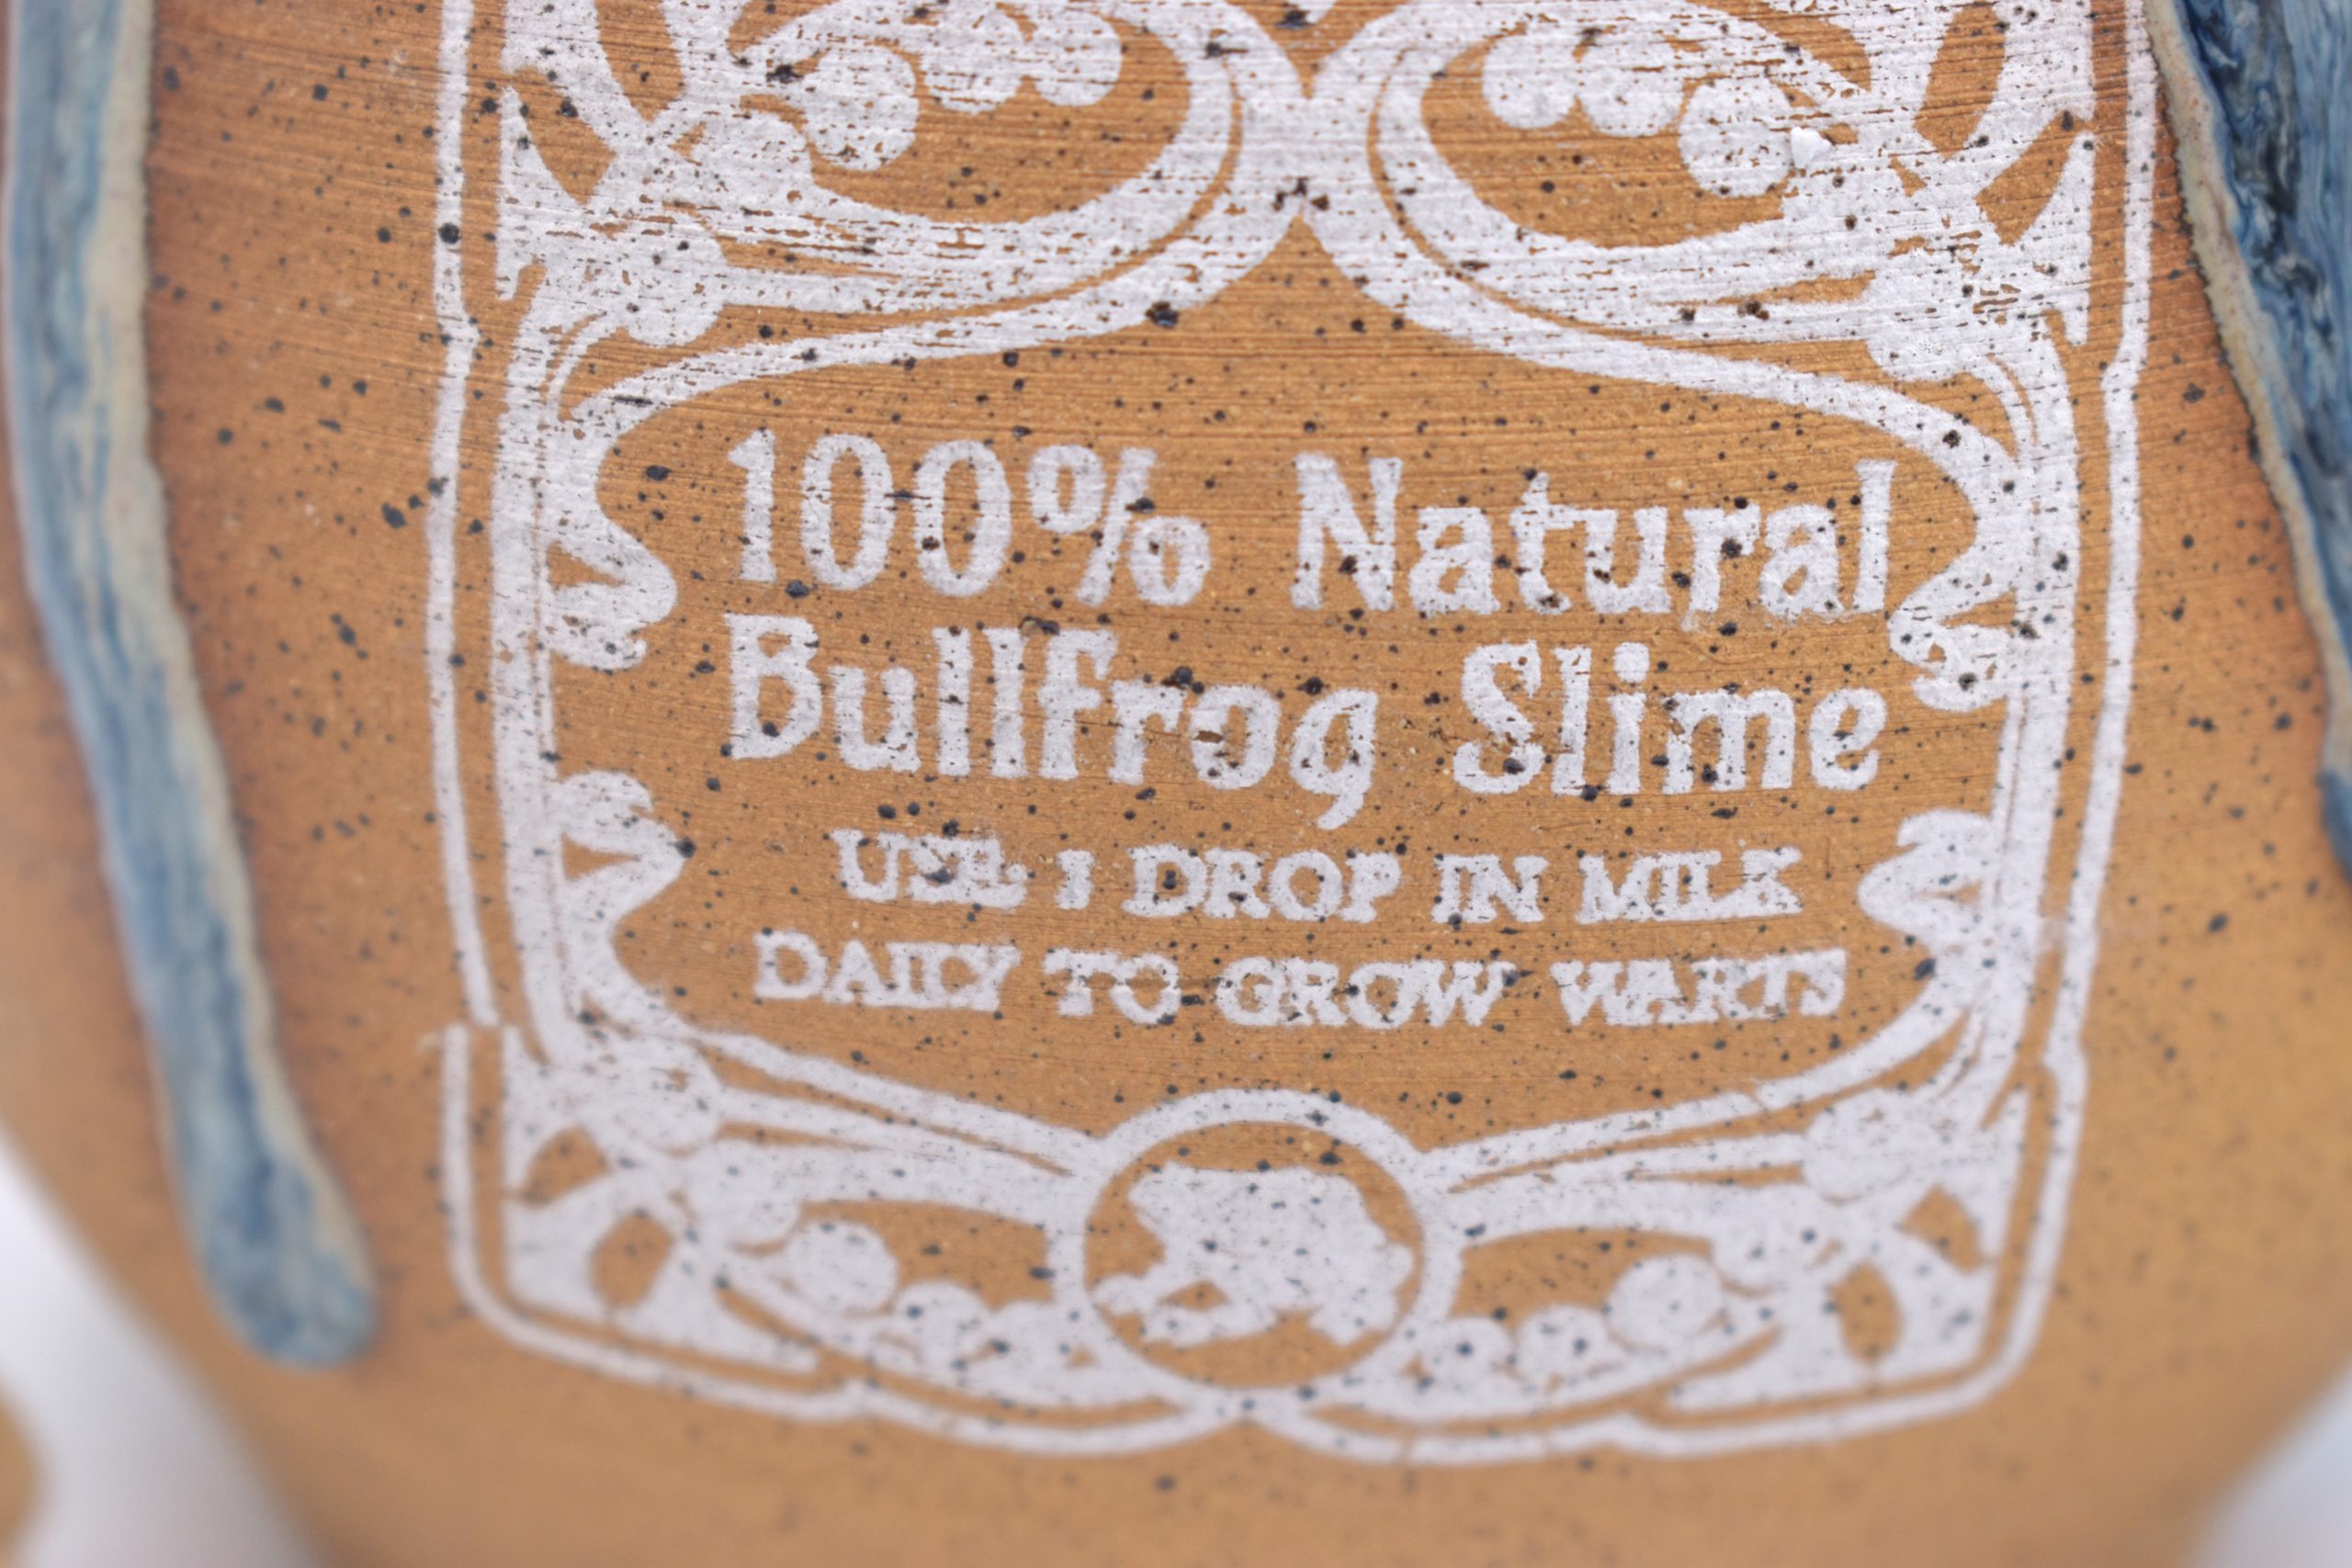 100% Natural
Bullfrog Slime
USE 1 DROP IN MILK
DAILY TO GROW WARTS